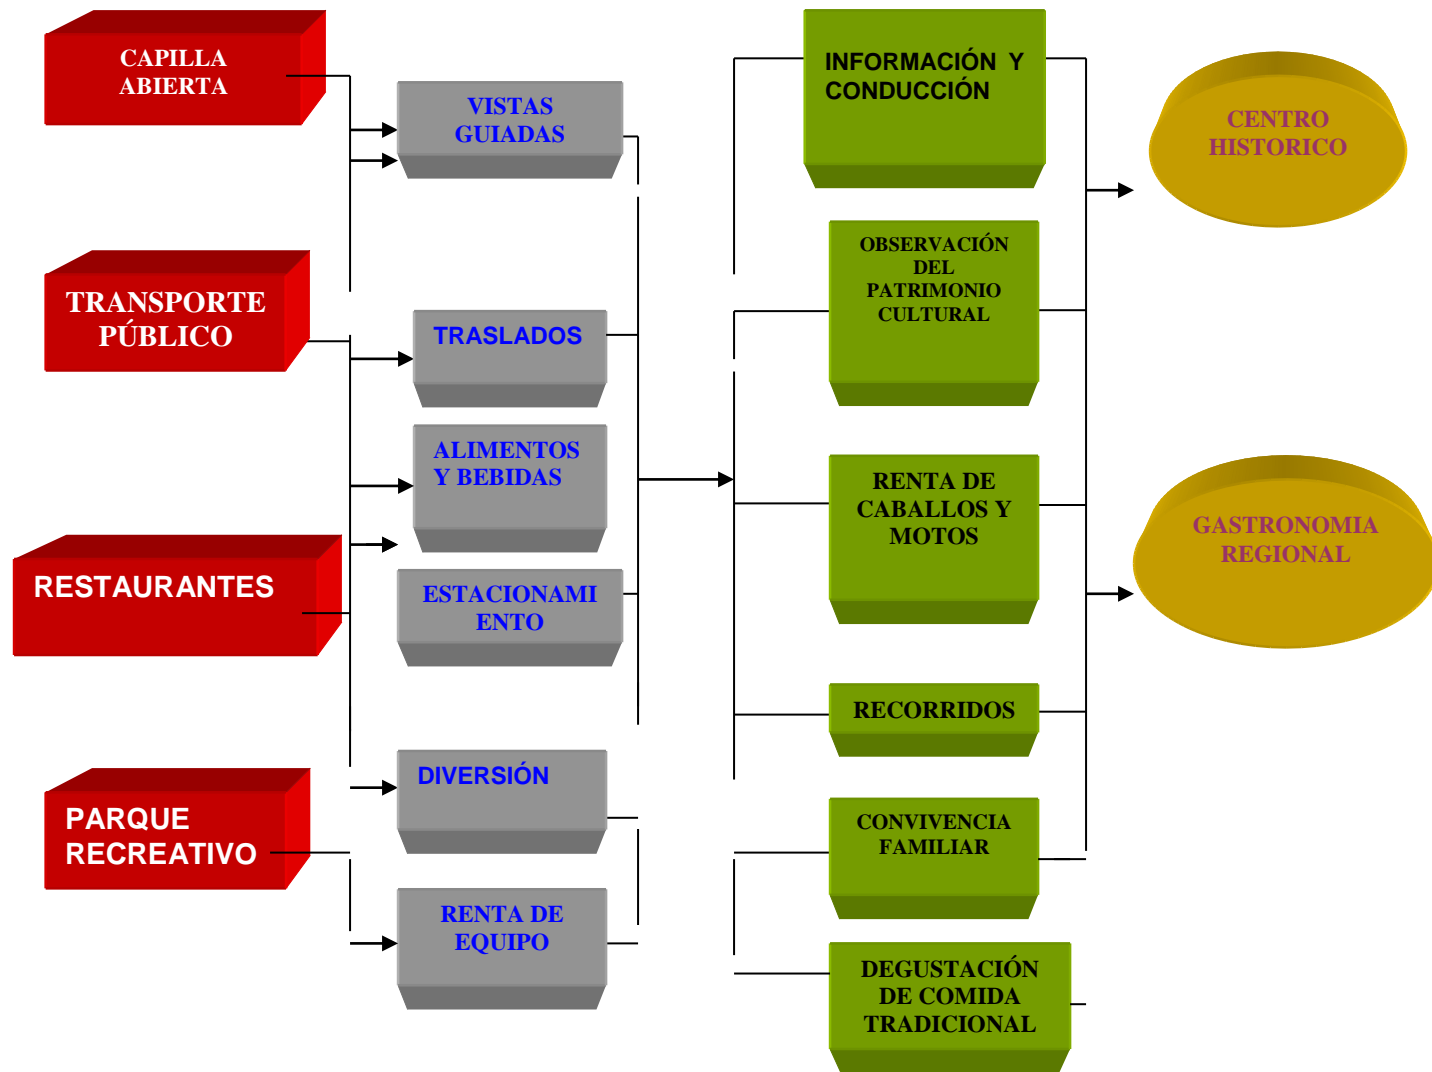 CAPILLA
ABIERTA
TRANSPORTE
PÚBLICO
RESTAURANTES
PARQUE
RECREATIVO
VISTAS
GUIADAS
TRASLADOS
ALIMENTOS
Y BEBIDAS
ESTACIONAMI
ENTO
DIVERSIÓN
RENTA DE
EQUIPO
INFORMACIÓN Y
CONDUCCIÓN
OBSERVACIÓN
DEL
PATRIMONIO
CULTURAL
RENTA DE
CABALLOS Y
MOTOS
RECORRIDOS
CONVIVENCIA
FAMILIAR
DEGUSTACIÓN
DE COMIDA
TRADICIONAL
CENTRO
HISTORICO
GASTRONOMIA
REGIONAL